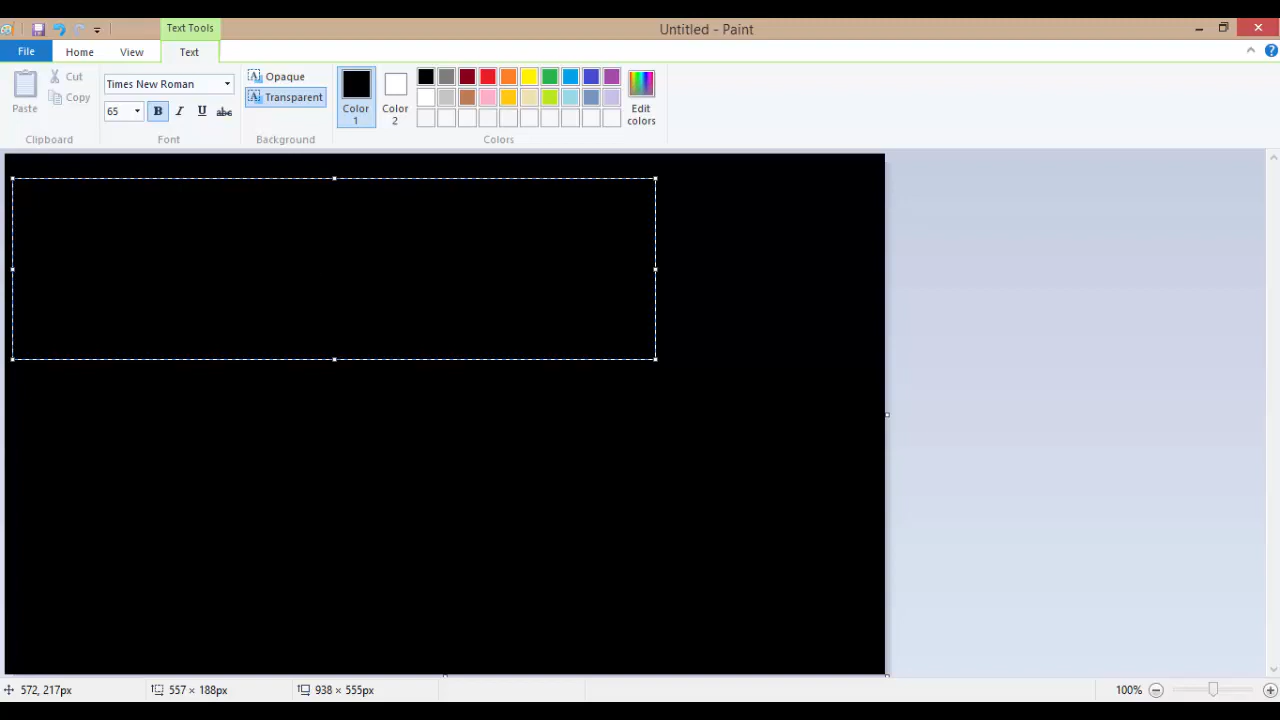 Text Tools
Untitled - Paint
File
Home
View
Text
Paste
Cut
Copy
Clipboard
Times New Roman
65
B I U abc
Font
Opaque
Transparent
Background
Color 1
Color 2
Edit colors
Colors
572, 217px
557 × 188px
938 × 555px
100%